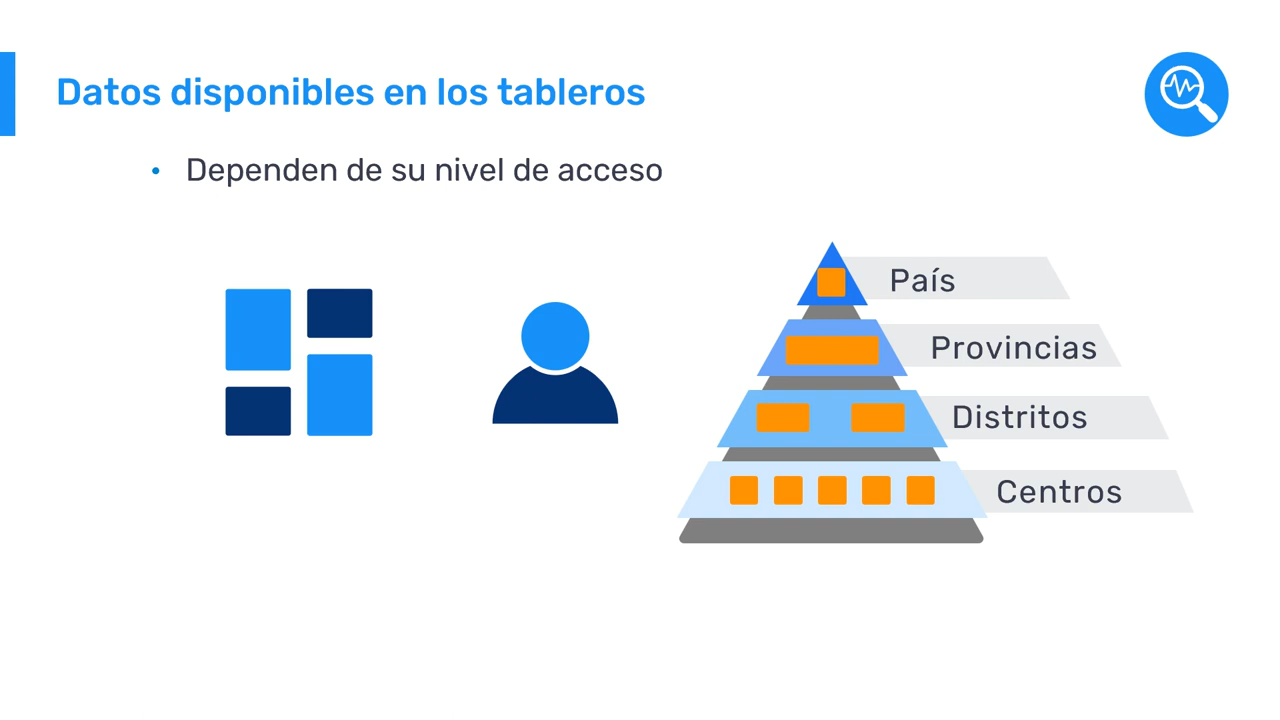 Datos disponibles en los tableros
• Dependen de su nivel de acceso
País
Provincias
Distritos
Centros